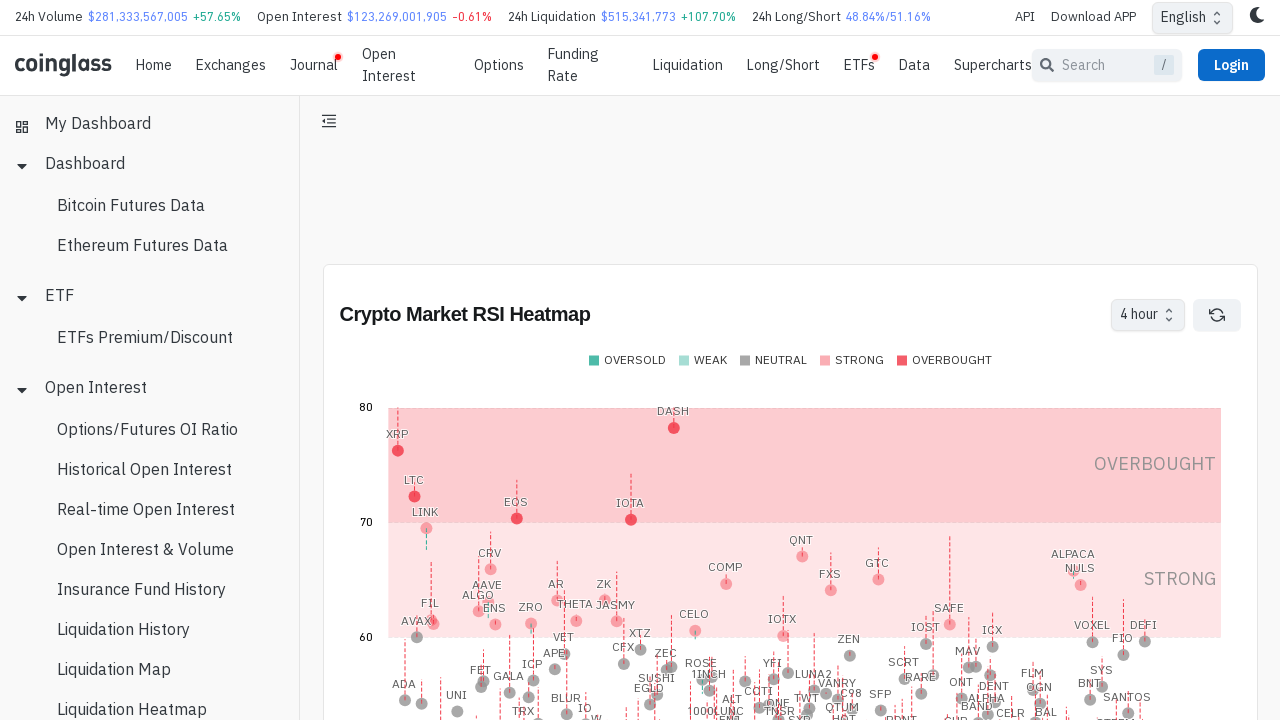 24h Volume $281,333,567,005 +57.65% Open Interest $123,269,001,905 -0.61% 24h Liquidation $515,341,773 +107.70% 24h Long/Short 48.84%/51.16% API Download APP English
coinglass Home Exchanges Journal Open Interest Options Funding Rate Liquidation Long/Short ETFs Data Supercharts Search / Login
My Dashboard
Dashboard
Bitcoin Futures Data
Ethereum Futures Data
ETF
ETFs Premium/Discount
Open Interest
Options/Futures OI Ratio
Historical Open Interest
Real-time Open Interest
Open Interest & Volume
Insurance Fund History
Liquidation History
Liquidation Map
Liquidation Heatmap
Crypto Market RSI Heatmap 4 hour
OVERSOLD WEAK NEUTRAL STRONG OVERBOUGHT
80
DASH
XRP
OVERBOUGHT
LTC
EOS IOTA
LINK
70
QNT
CRV
ALPACA
GTC
COMP
NULS
FXS
STRONG
AAVE AR ZK
ALGO
FIL ENS ZRO THETA JASMY
SAFE
CELO
IOTX
AVAX
VOXEL DEFI
IOST
ICX
60
VET
XTZ
ZEN
FIO
CFX
APE
ZEC
MAV
ICP
ROSE YFI
SCRT
FET
GALA
SUSHI 1INCH LUNA2
RARE
FLM
SYS
ADA
EGLD
COTI
VANRY
ONT DENT
OGN
BNT
UNI
BLUR
ALT
TWT C98 SFP
ALPHA
SANTOS
TRX
IO
1000LUNC
ONE
QTUM
BAND
CELR BAL
W
TNSR